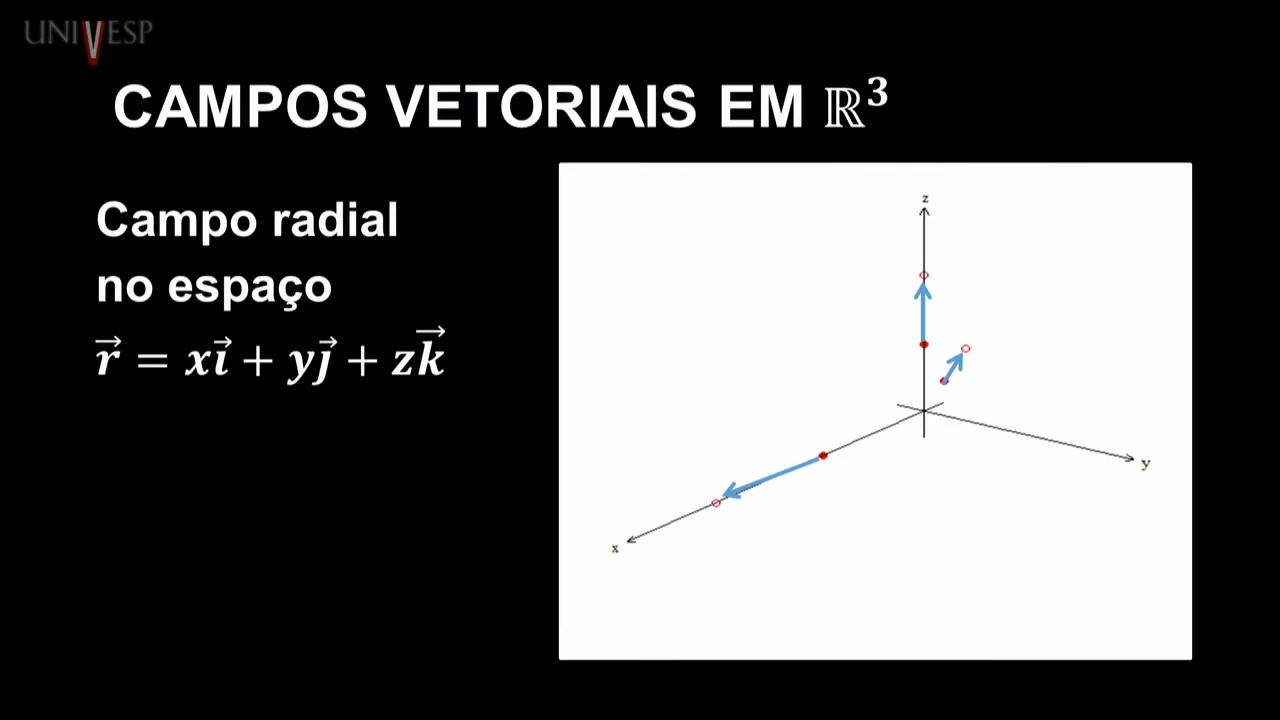 UNIVESP
CAMPOS VETORIAIS EM ℝ³
Campo radial
no espaço
r⃗ = xi⃗ + yj⃗ + zk⃗
z
y
x